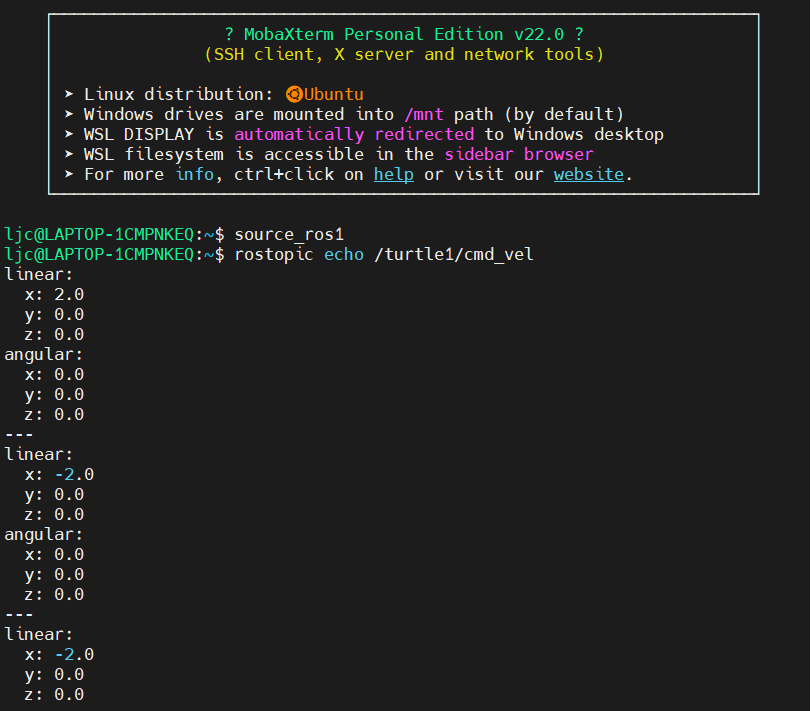 ? MobaXterm Personal Edition v22.0 ?
(SSH client, X server and network tools)
➤ Linux distribution: Ubuntu
➤ Windows drives are mounted into /mnt path (by default)
➤ WSL DISPLAY is automatically redirected to Windows desktop
➤ WSL filesystem is accessible in the sidebar browser
➤ For more info, ctrl+click on help or visit our website.
ljc@LAPTOP-1CMPNKEQ:~$ source_ros1
ljc@LAPTOP-1CMPNKEQ:~$ rostopic echo /turtle1/cmd_vel
linear:
  x: 2.0
  y: 0.0
  z: 0.0
angular:
  x: 0.0
  y: 0.0
  z: 0.0
---
linear:
  x: -2.0
  y: 0.0
  z: 0.0
angular:
  x: 0.0
  y: 0.0
  z: 0.0
---
linear:
  x: -2.0
  y: 0.0
  z: 0.0